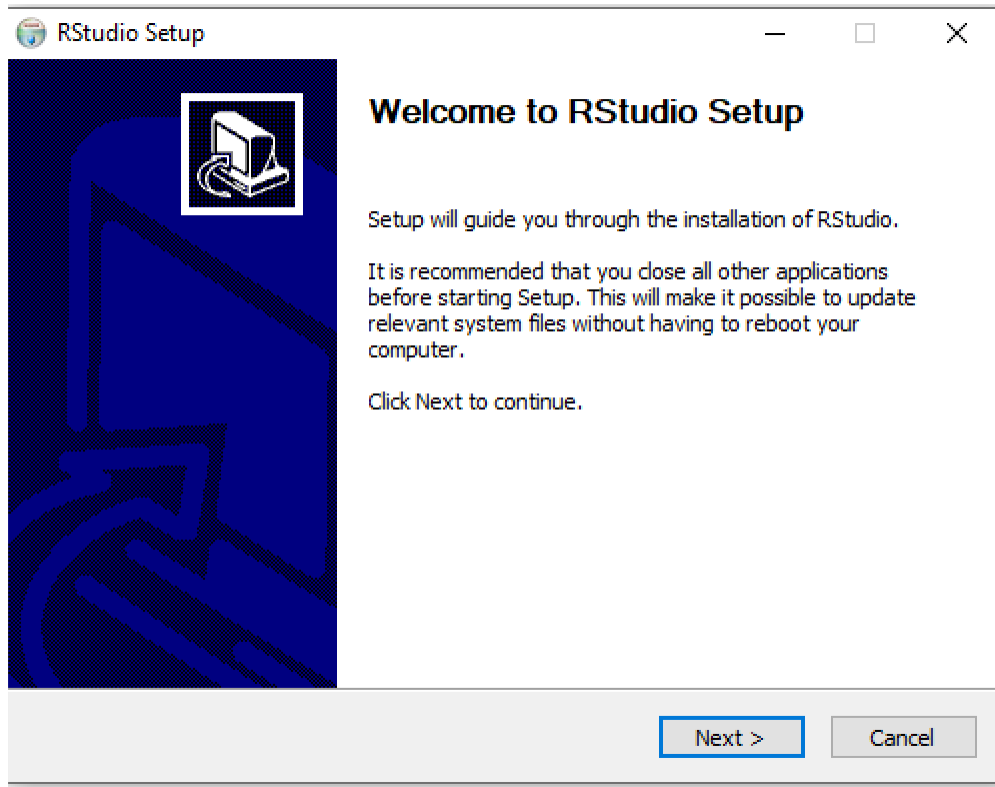 RStudio Setup
Welcome to RStudio Setup
Setup will guide you through the installation of RStudio.
It is recommended that you close all other applications
before starting Setup. This will make it possible to update
relevant system files without having to reboot your
computer.
Click Next to continue.
Next >
Cancel